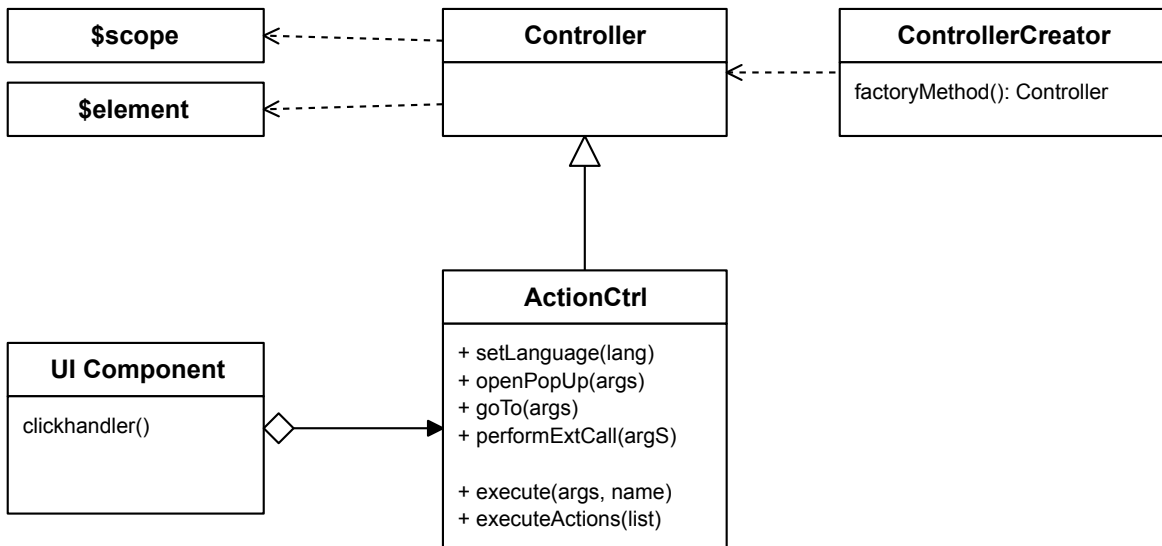 $scope
$element
Controller
ControllerCreator
factoryMethod(): Controller
UI Component
clickhandler()
ActionCtrl
+ setLanguage(lang)
+ openPopUp(args)
+ goTo(args)
+ performExtCall(argS)
+ execute(args, name)
+ executeActions(list)